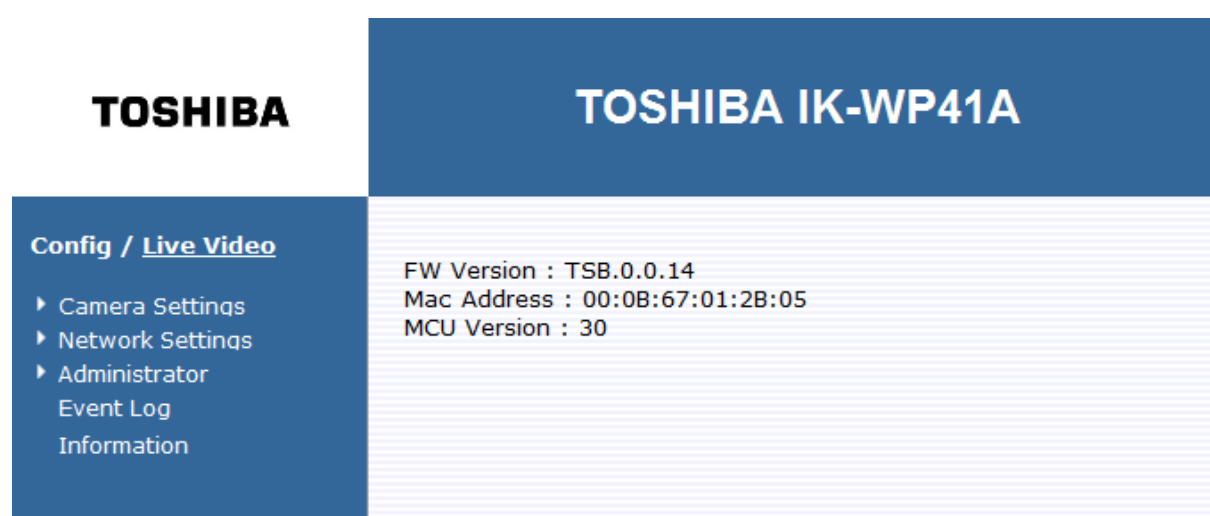 TOSHIBA
TOSHIBA IK-WP41A
Config / Live Video
Camera Settings
Network Settings
Administrator
Event Log
Information
FW Version : TSB.0.0.14
Mac Address : 00:0B:67:01:2B:05
MCU Version : 30